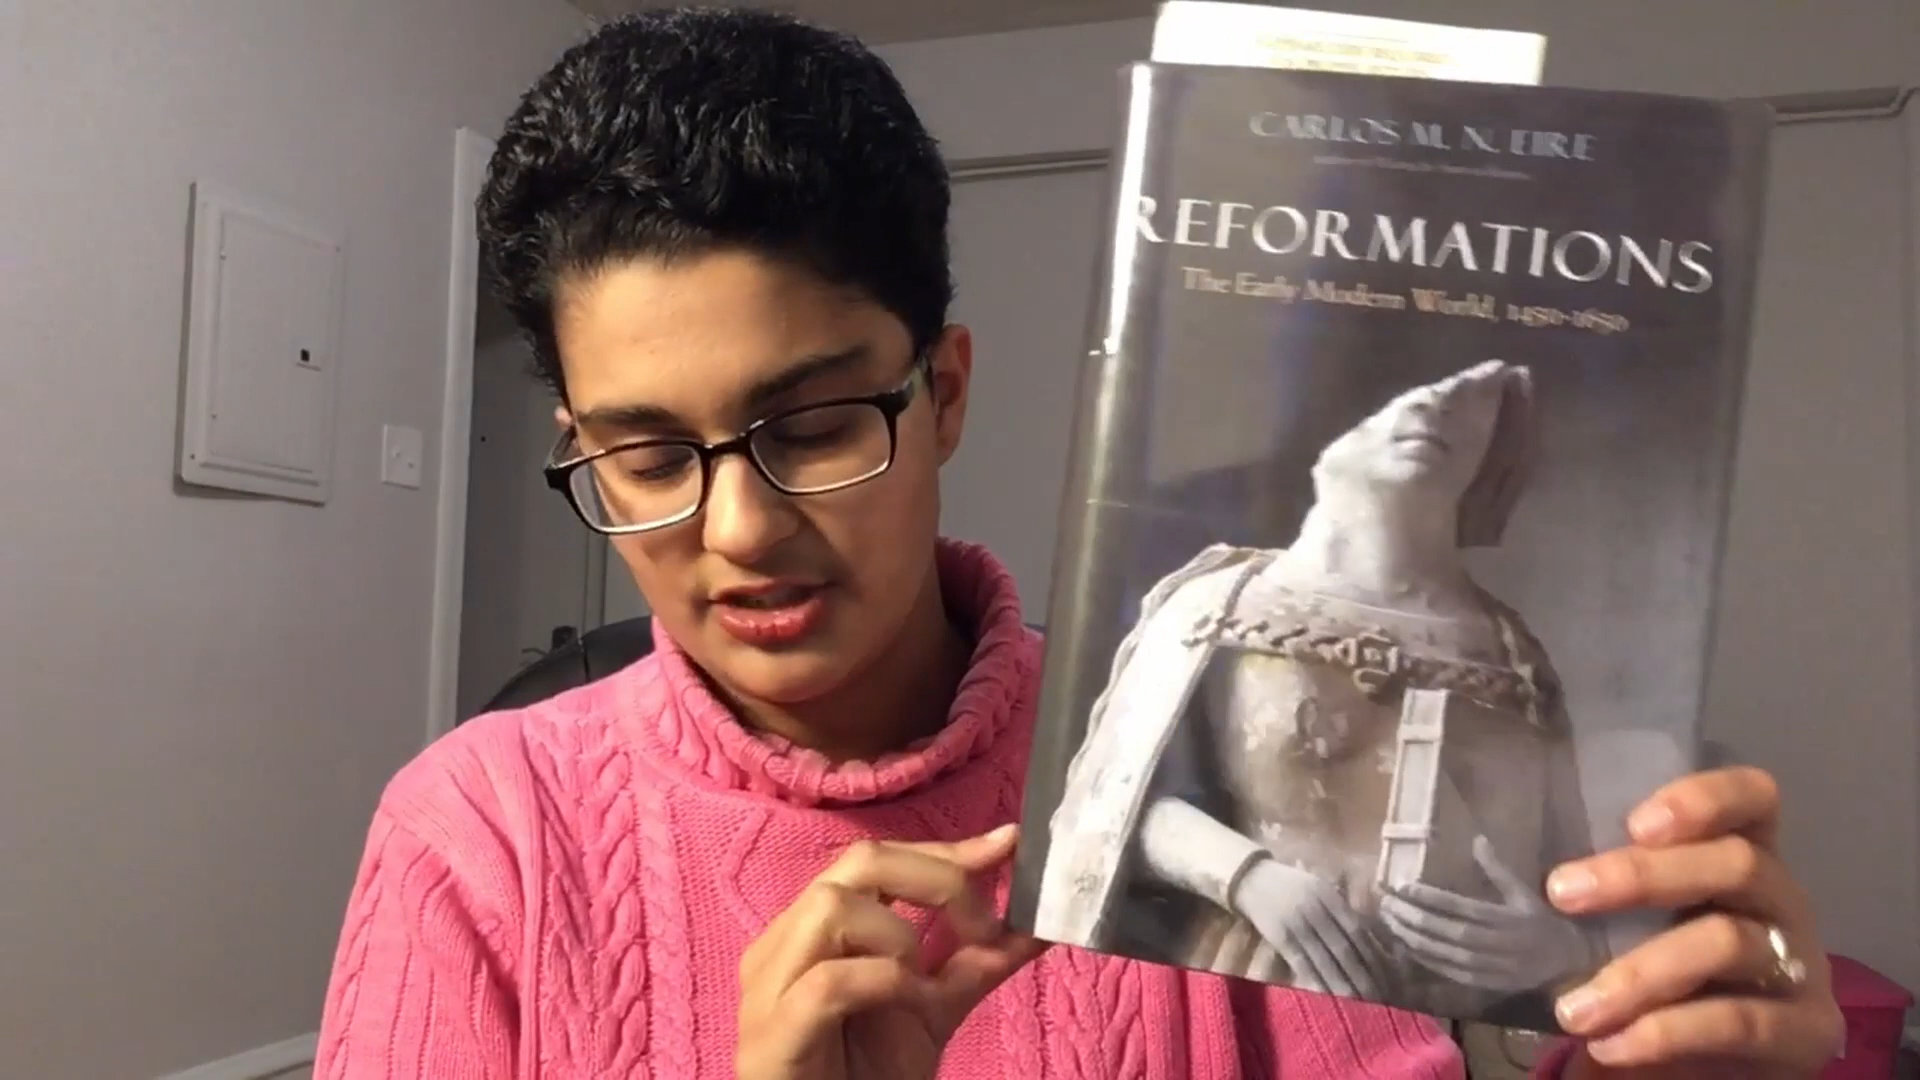 CARLOS M. N. EIRE
REFORMATIONS
The Early Modern World, 1450-1650